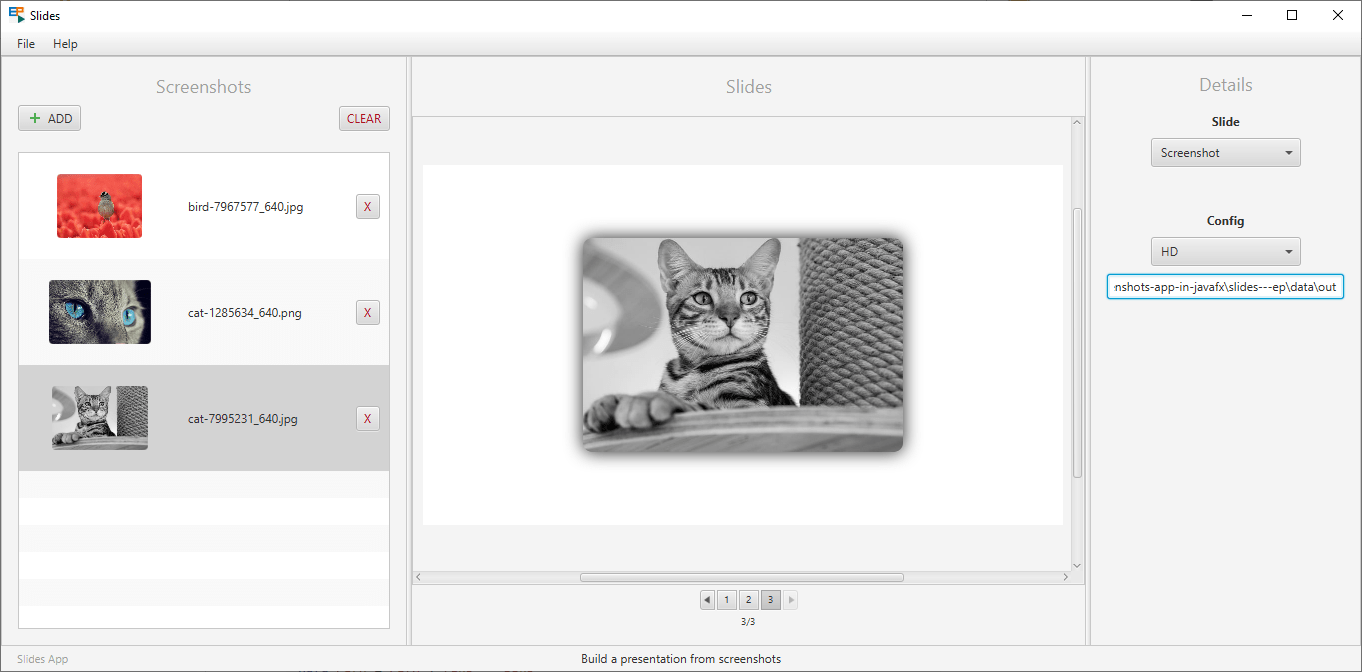 Slides
File Help
Screenshots
ADD
CLEAR
bird-7967577_640.jpg
X
cat-1285634_640.png
X
cat-7995231_640.jpg
X
Slides
1 2 3
3/3
Details
Slide
Screenshot
Config
HD
nshots-app-in-javafx\slides---ep\data\out
Slides App
Build a presentation from screenshots